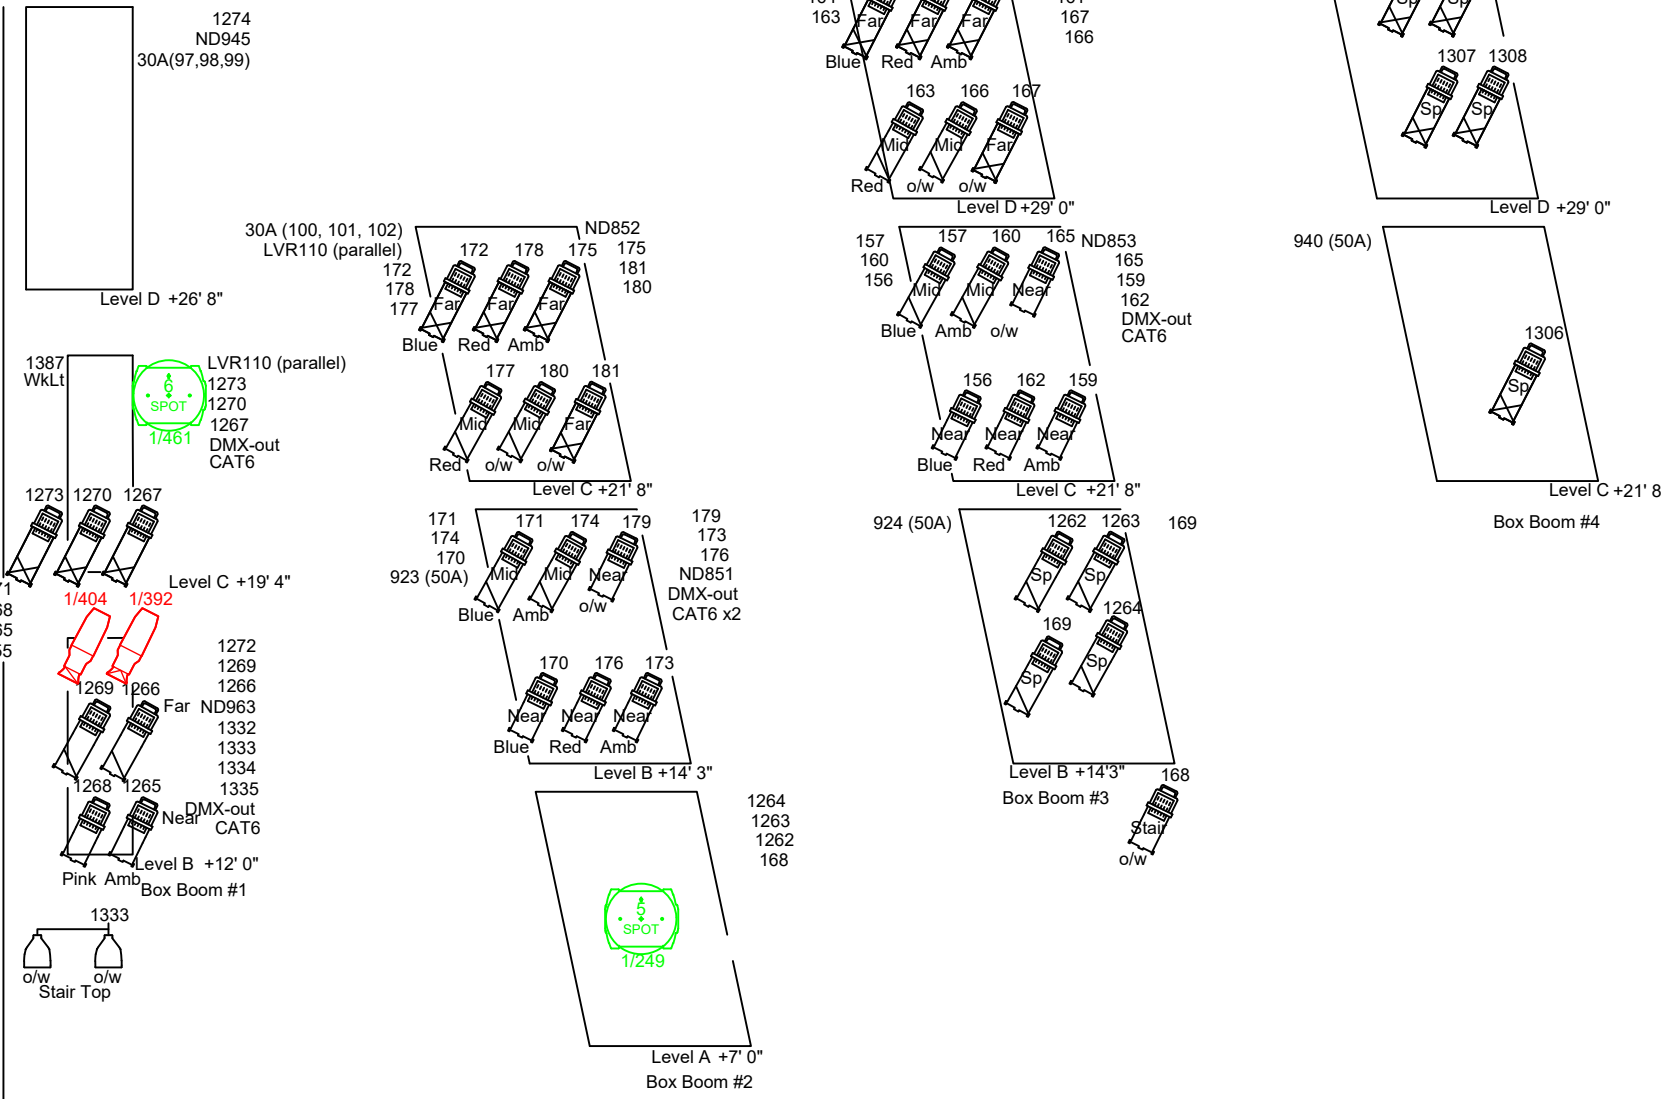 1274
ND945
30A(97,98,99)
Level D +26' 8"
1387
WkLt
6
SPOT
1/461
LVR110 (parallel)
1273
1270
1267
DMX-out
CAT6
1273 1270 1267
Level C +19' 4"
1/404 1/392
1272
1269
1266
ND963
1332
1333
1334
1335
DMX-out
CAT6
1269 1266
Far
1268 1265
Near
Pink Amb
Level B +12' 0"
Box Boom #1
1333
o/w o/w
Stair Top
30A (100, 101, 102)
LVR110 (parallel)
172
178
177
ND852
175
181
180
172 178 175
Far Far Far
Blue Red Amb
177 180 181
Mid Mid Far
Red o/w o/w
Level C +21' 8"
171
174
170
923 (50A)
171 174 179
Mid Mid Near
Blue Amb o/w
179
173
176
ND851
DMX-out
CAT6 x2
170 176 173
Near Near Near
Blue Red Amb
Level B +14' 3"
1264
1263
1262
168
5
SPOT
1/249
Level A +7' 0"
Box Boom #2
163
167
166
Far Far Far
Blue Red Amb
163 166 167
Mid Mid Far
Red o/w o/w
Level D +29' 0"
157
160
156
157 160 165
Mid Mid Near
Blue Amb o/w
ND853
165
159
162
DMX-out
CAT6
156 162 159
Near Near Near
Blue Red Amb
Level C +21' 8"
924 (50A)
1262 1263
169
Sp Sp
169 1264
Sp Sp
Level B +14'3"
Box Boom #3
168
Stair
o/w
Sp Sp
1307 1308
Sp Sp
Level D +29' 0"
940 (50A)
1306
Sp
Level C +21' 8
Box Boom #4